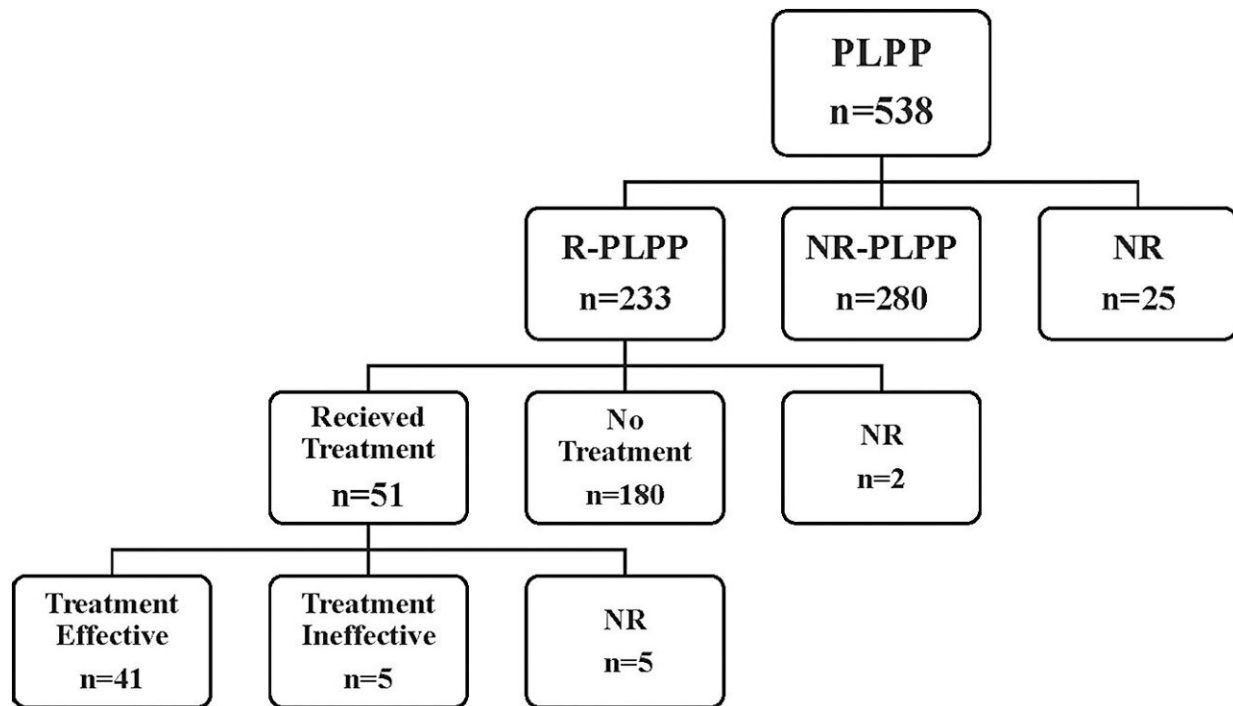 PLPP
n=538
R-PLPP
n=233
NR-PLPP
n=280
NR
n=25
Recieved
Treatment
n=51
No
Treatment
n=180
NR
n=2
Treatment
Effective
n=41
Treatment
Ineffective
n=5
NR
n=5